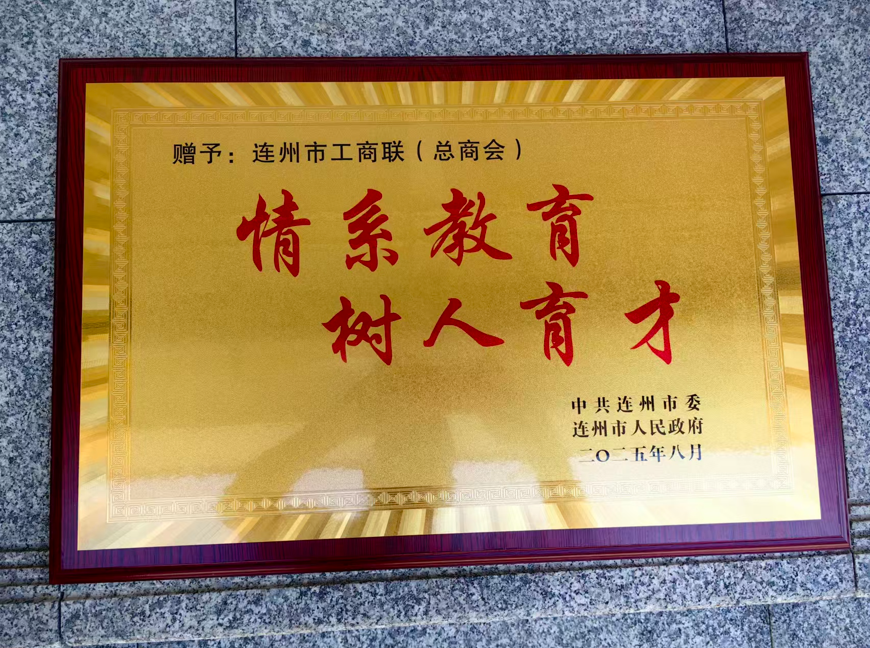 赠予：连州市工商联（总商会）
情系教育
树人育才
中共连州市委
连州市人民政府
二〇二五年八月